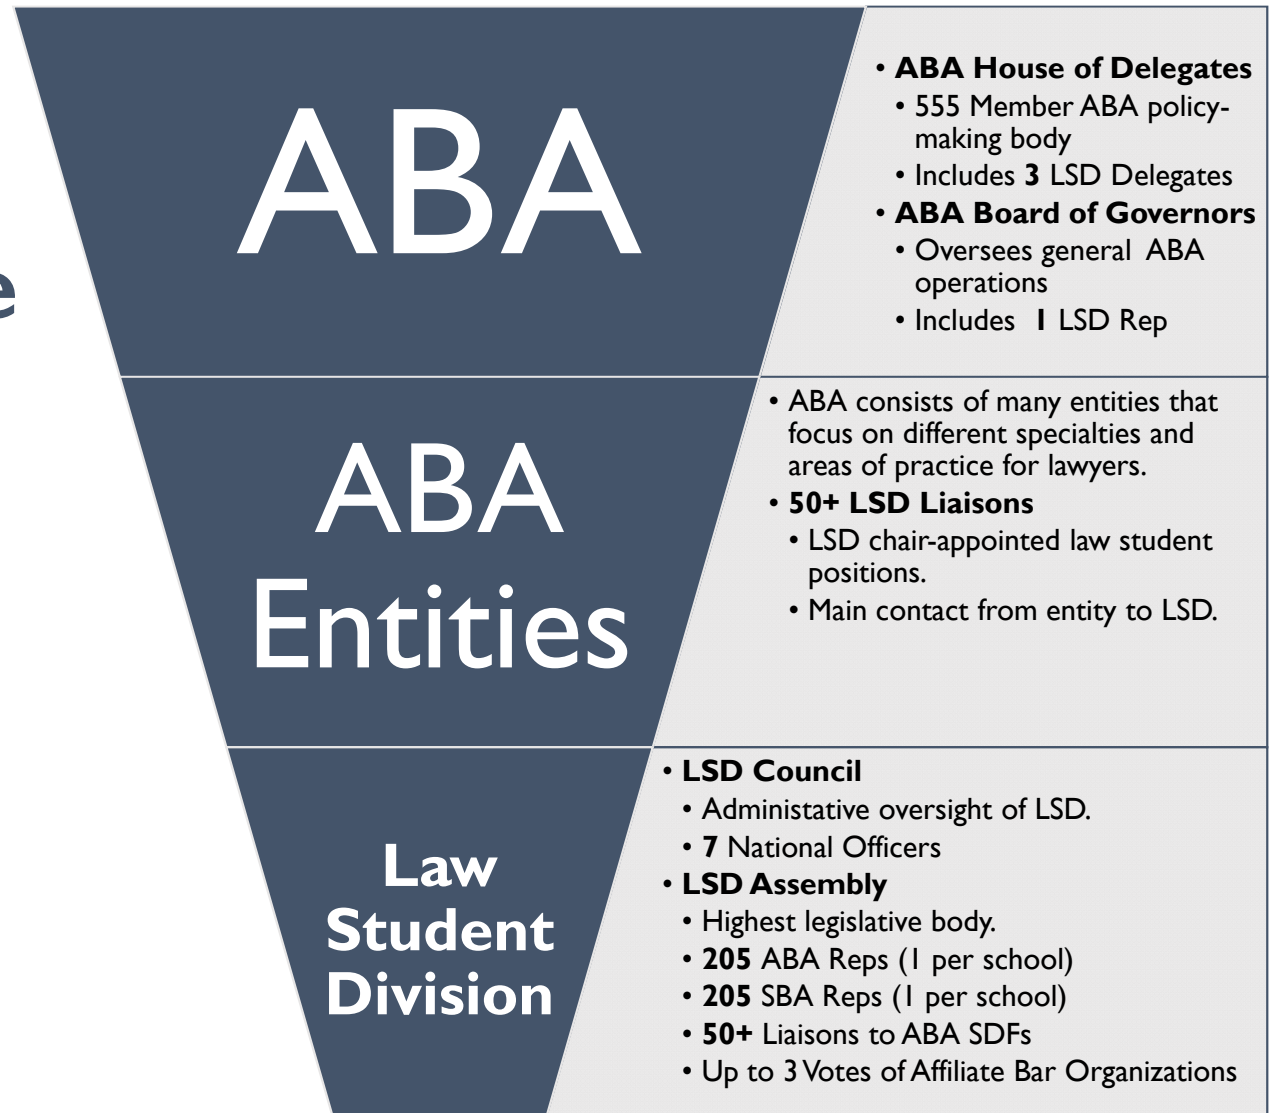 ABA
• ABA House of Delegates
• 555 Member ABA policy-
making body
• Includes 3 LSD Delegates
• ABA Board of Governors
• Oversees general ABA
operations
• Includes 1 LSD Rep
e
ABA
Entities
• ABA consists of many entities that
focus on different specialties and
areas of practice for lawyers.
• 50+ LSD Liaisons
• LSD chair-appointed law student
positions.
• Main contact from entity to LSD.
Law
Student
Division
• LSD Council
• Administative oversight of LSD.
• 7 National Officers
• LSD Assembly
• Highest legislative body.
• 205 ABA Reps (1 per school)
• 205 SBA Reps (1 per school)
• 50+ Liaisons to ABA SDFs
• Up to 3 Votes of Affiliate Bar Organizations